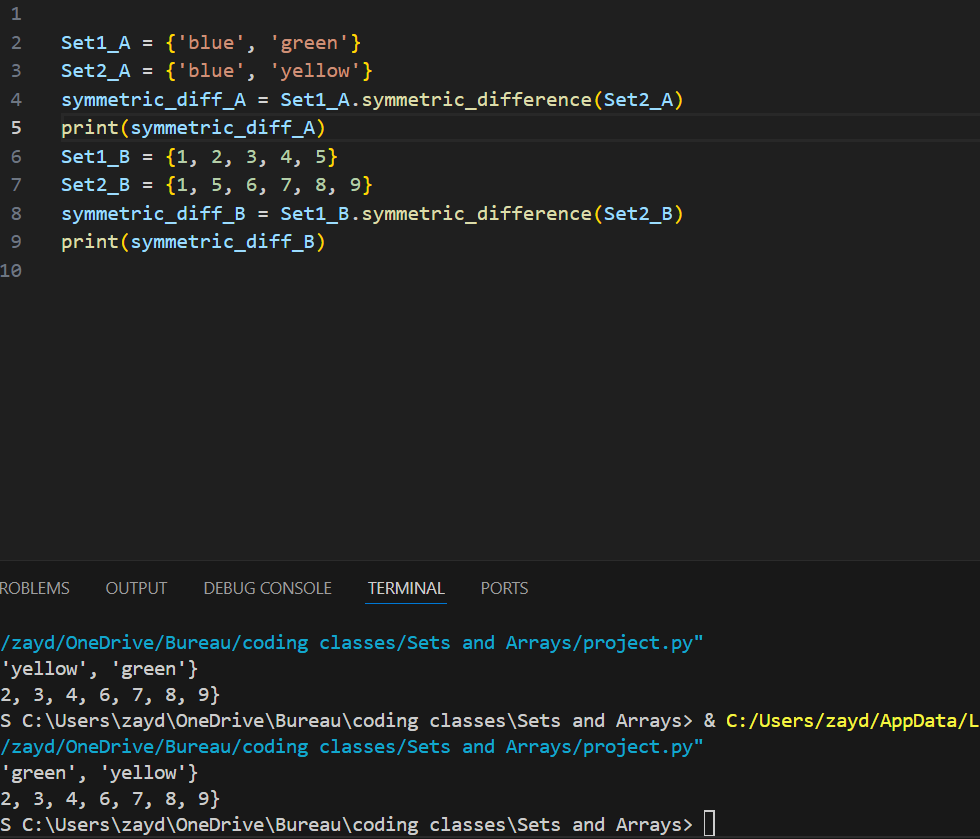 1
2 Set1_A = {'blue', 'green'}
3 Set2_A = {'blue', 'yellow'}
4 symmetric_diff_A = Set1_A.symmetric_difference(Set2_A)
5 print(symmetric_diff_A)
6 Set1_B = {1, 2, 3, 4, 5}
7 Set2_B = {1, 5, 6, 7, 8, 9}
8 symmetric_diff_B = Set1_B.symmetric_difference(Set2_B)
9 print(symmetric_diff_B)
10
ROBLEMS OUTPUT DEBUG CONSOLE TERMINAL PORTS
/zayd/OneDrive/Bureau/coding classes/Sets and Arrays/project.py"
'yellow', 'green'}
2, 3, 4, 6, 7, 8, 9}
S C:\Users\zayd\OneDrive\Bureau\coding classes\Sets and Arrays> & C:/Users/zayd/AppData/L
/zayd/OneDrive/Bureau/coding classes/Sets and Arrays/project.py"
'green', 'yellow'}
2, 3, 4, 6, 7, 8, 9}
S C:\Users\zayd\OneDrive\Bureau\coding classes\Sets and Arrays>